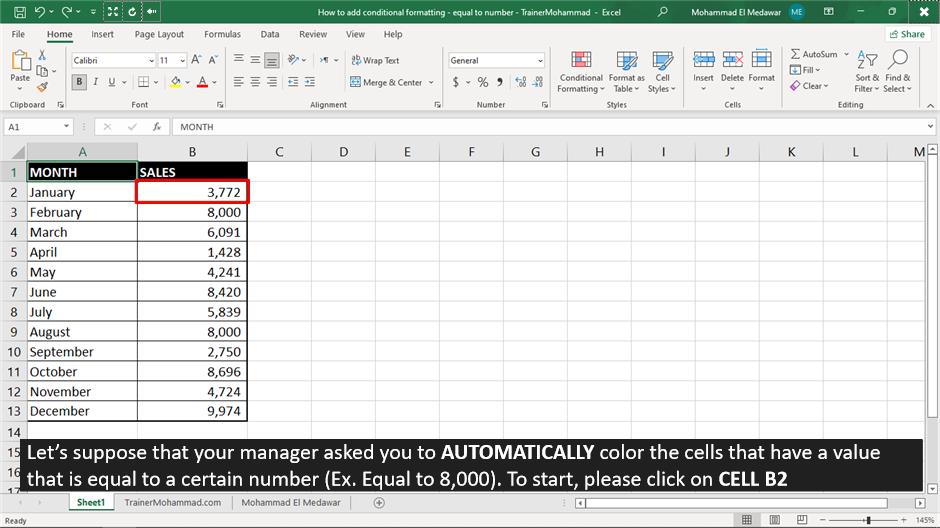 How to add conditional formatting - equal to number - TrainerMohammad - Excel
Mohammad El Medawar ME
File Home Insert Page Layout Formulas Data Review View Help Share
Calibri 11 A A Wrap Text General AutoSum
Paste Conditional Formatting Format as Table Cell Styles Insert Delete Format Fill Sort & Filter Find & Select
B I U A Merge & Center $ % Clear
Clipboard Font Alignment Number Styles Cells Editing
A1 fx MONTH
A B C D E F G H I J K L M
1 MONTH SALES
2 January 3,772
3 February 8,000
4 March 6,091
5 April 1,428
6 May 4,241
7 June 8,420
8 July 5,839
9 August 8,000
10 September 2,750
11 October 8,696
12 November 4,724
13 December 9,974
14
15
16
17
Let’s suppose that your manager asked you to AUTOMATICALLY color the cells that have a value
that is equal to a certain number (Ex. Equal to 8,000). To start, please click on CELL B2
Sheet1 TrainerMohammad.com Mohammad El Medawar
Ready 145%